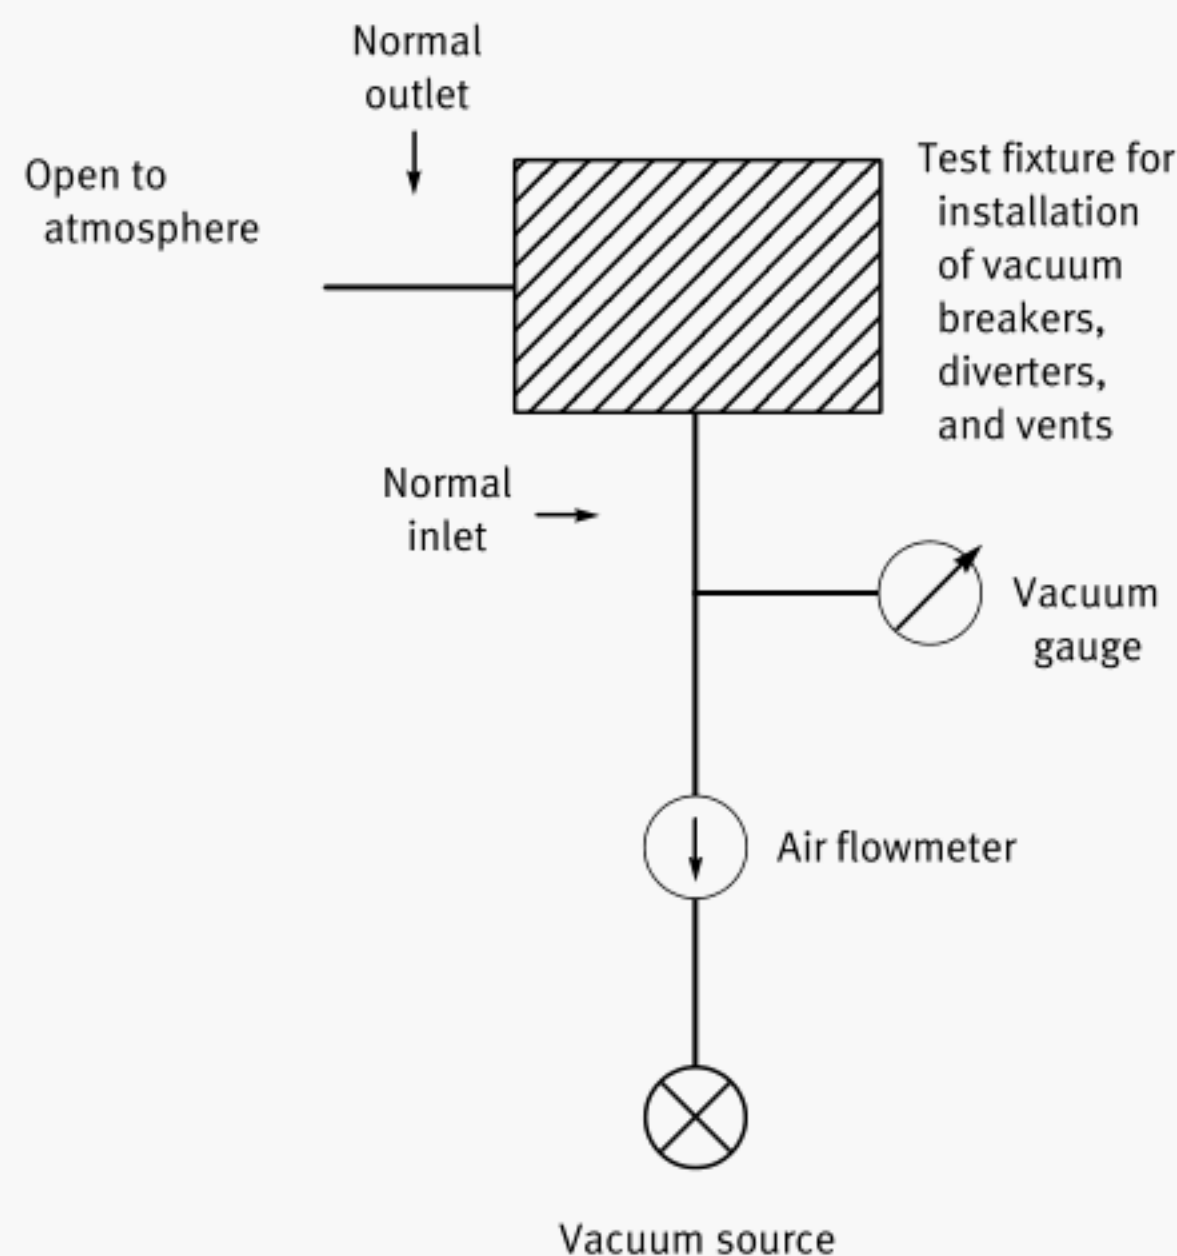 Normal
outlet
Open to
atmosphere
Test fixture for
installation
of vacuum
breakers,
diverters,
and vents
Normal
inlet
Vacuum
gauge
Air flowmeter
Vacuum source